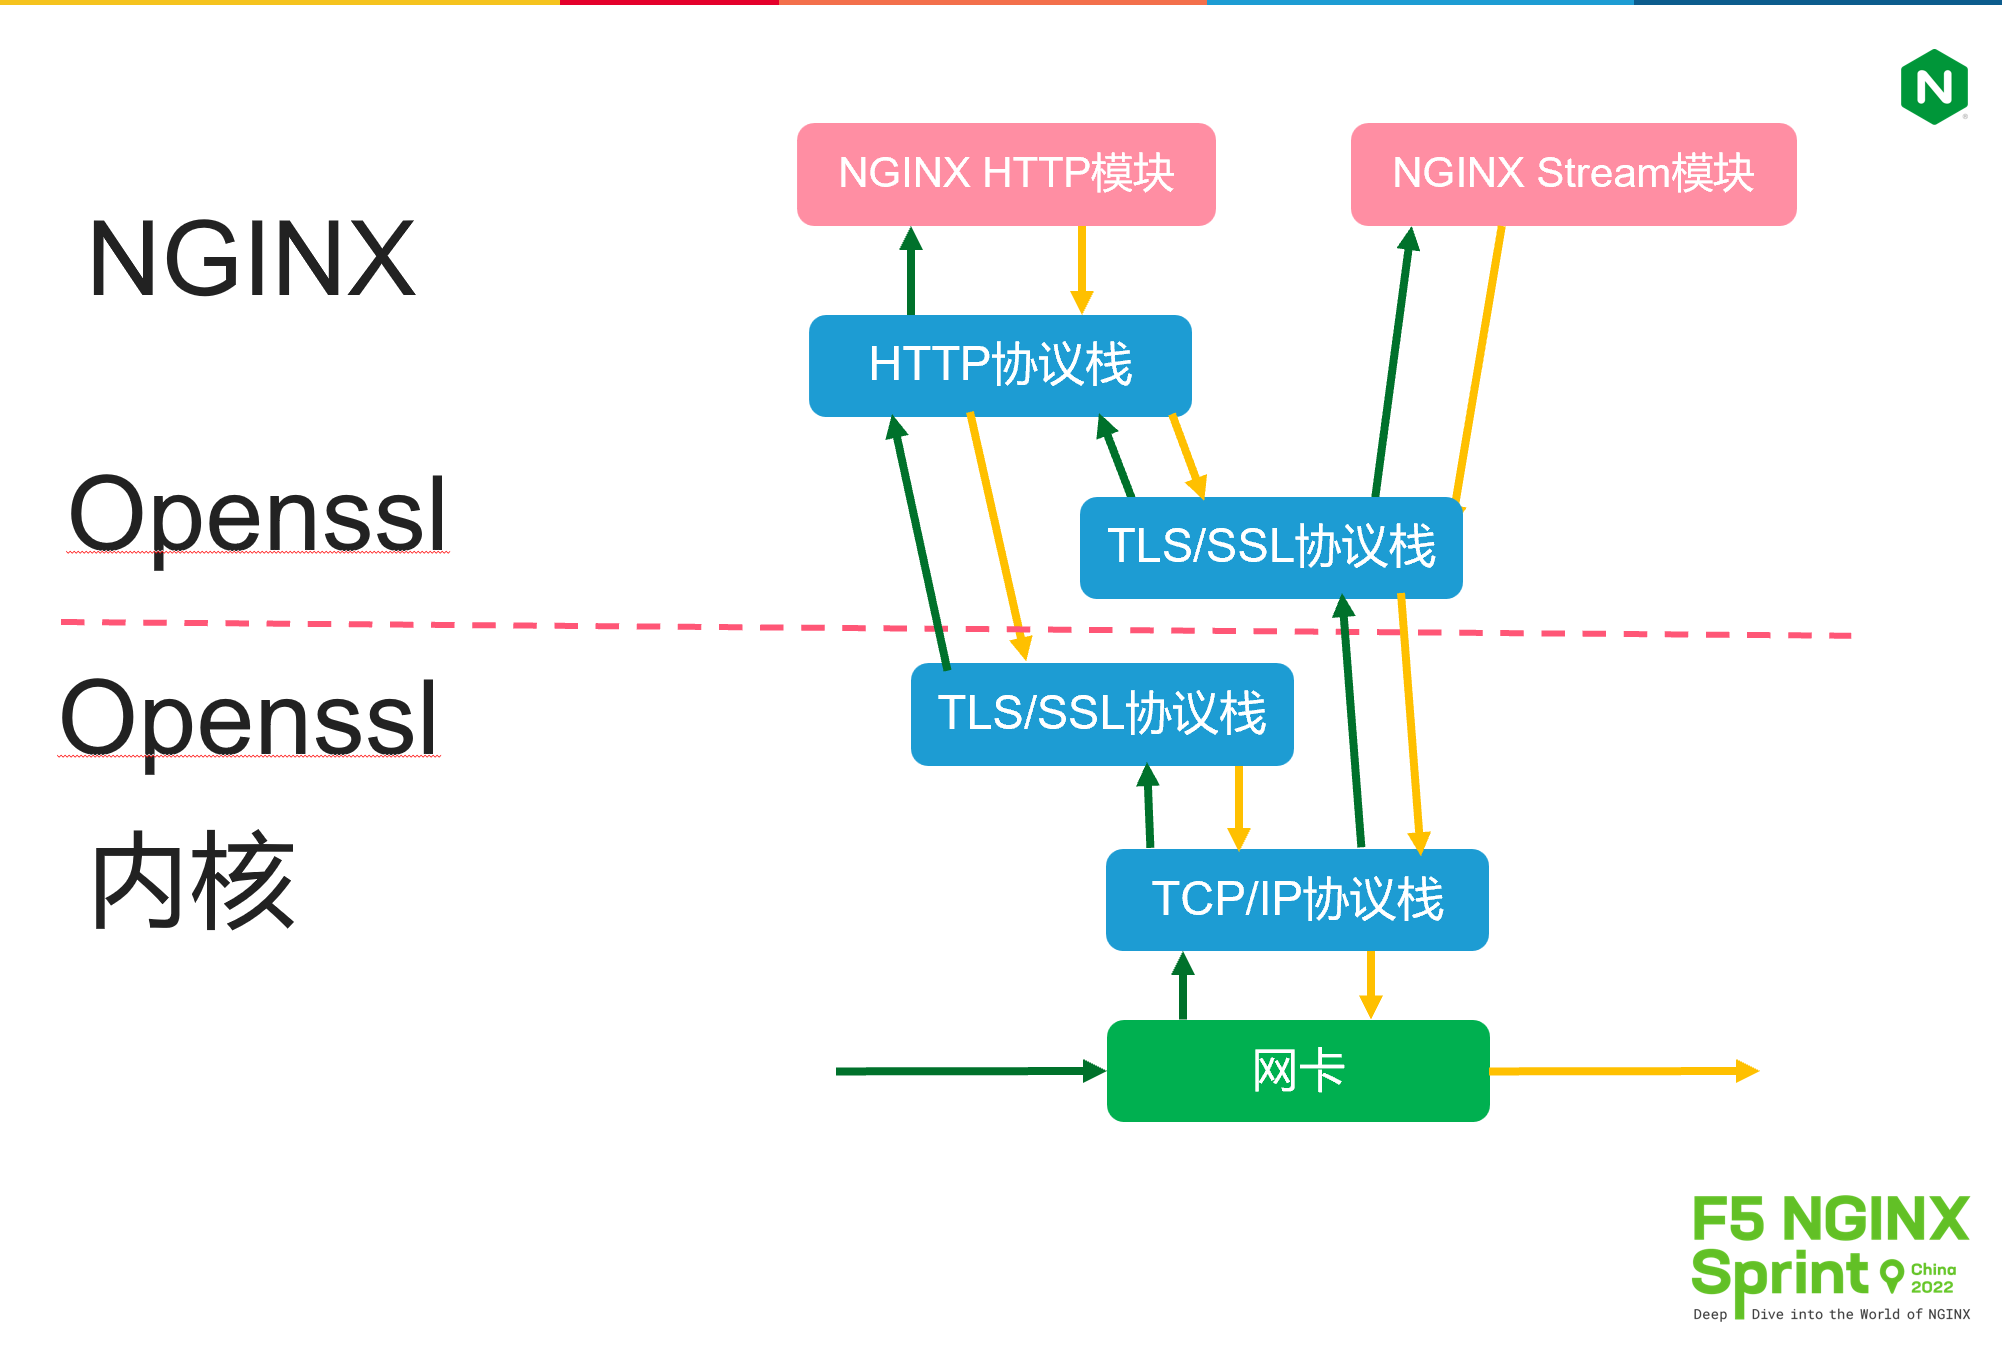 NGINX HTTP模块
NGINX Stream模块
NGINX
HTTP协议栈
Openssl
TLS/SSL协议栈
Openssl
TLS/SSL协议栈
内核
TCP/IP协议栈
网卡
F5 NGINX
Sprint China
2022
Deep Dive into the World of NGINX